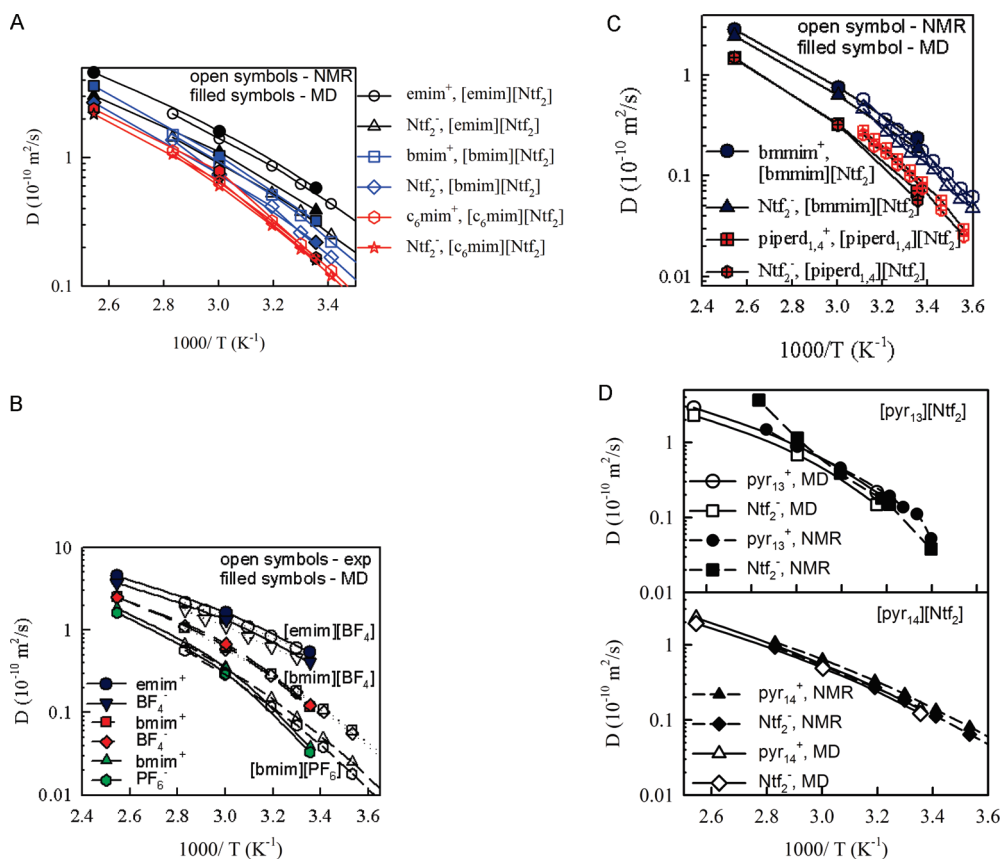 A
open symbols - NMR
filled symbols - MD
D (10⁻¹⁰ m²/s)
1
0.1
2.6 2.8 3.0 3.2 3.4
1000/ T (K⁻¹)
emim⁺, [emim][Ntf₂]
Ntf₂⁻, [emim][Ntf₂]
bmim⁺, [bmim][Ntf₂]
Ntf₂⁻, [bmim][Ntf₂]
c₆mim⁺, [c₆mim][Ntf₂]
Ntf₂⁻, [c₆mim][Ntf₂]
C
open symbol - NMR
filled symbol - MD
D (10⁻¹⁰ m²/s)
1
0.1
0.01
bmmim⁺,
[bmmim][Ntf₂]
Ntf₂⁻, [bmmim][Ntf₂]
piperd₁,₄⁺, [piperd₁,₄][Ntf₂]
Ntf₂⁻, [piperd₁,₄][Ntf₂]
2.4 2.6 2.8 3.0 3.2 3.4 3.6
1000/T (K⁻¹)
B
open symbols - exp
filled symbols - MD
D (10⁻¹⁰ m²/s)
10
1
0.1
0.01
[emim][BF₄]
[bmim][BF₄]
[bmim][PF₆]
emim⁺
BF₄⁻
bmim⁺
BF₄⁻
bmim⁺
PF₆⁻
2.4 2.6 2.8 3.0 3.2 3.4 3.6
1000/ T (K⁻¹)
D
[pyr₁₃][Ntf₂]
D (10⁻¹⁰ m²/s)
1
0.1
0.01
pyr₁₃⁺, MD
Ntf₂⁻, MD
pyr₁₃⁺, NMR
Ntf₂⁻, NMR
[pyr₁₄][Ntf₂]
D (10⁻¹⁰ m²/s)
1
0.1
0.01
pyr₁₄⁺, NMR
Ntf₂⁻, NMR
pyr₁₄⁺, MD
Ntf₂⁻, MD
2.6 2.8 3.0 3.2 3.4 3.6
1000/ T (K⁻¹)